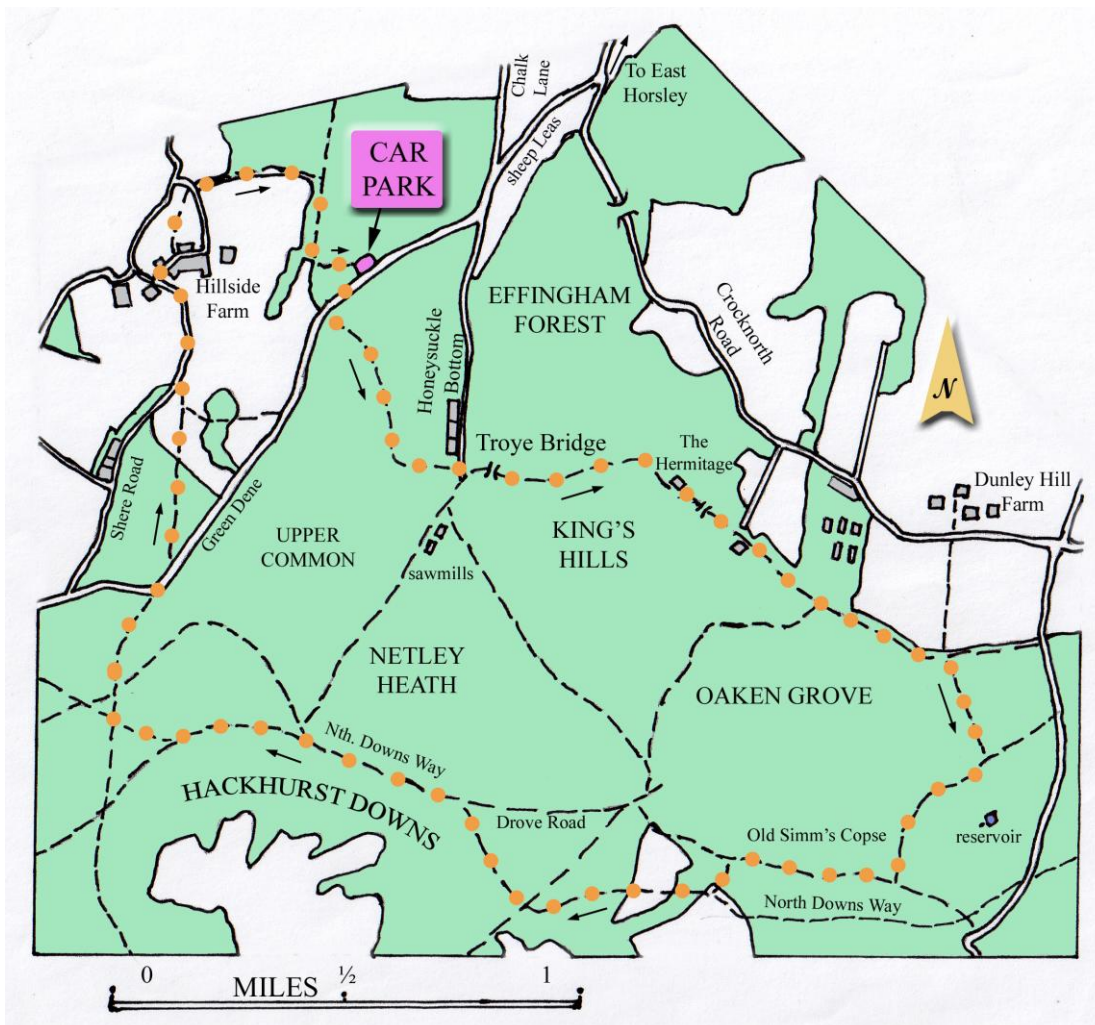 Chalk
Lane
To East
Horsley
sheep Leas
CAR
PARK
Hillside
Farm
EFFINGHAM
FOREST
Crocknorth
Road
Honeysuckle
Bottom
N
Troye Bridge
The
Hermitage
Dunley Hill
Farm
Shere Road
Green Dene
UPPER
COMMON
KING'S
HILLS
sawmills
NETLEY
HEATH
OAKEN GROVE
Nth. Downs Way
HACKHURST DOWNS
Drove Road
Old Simm's Copse
reservoir
North Downs Way
0 ½ 1
MILES